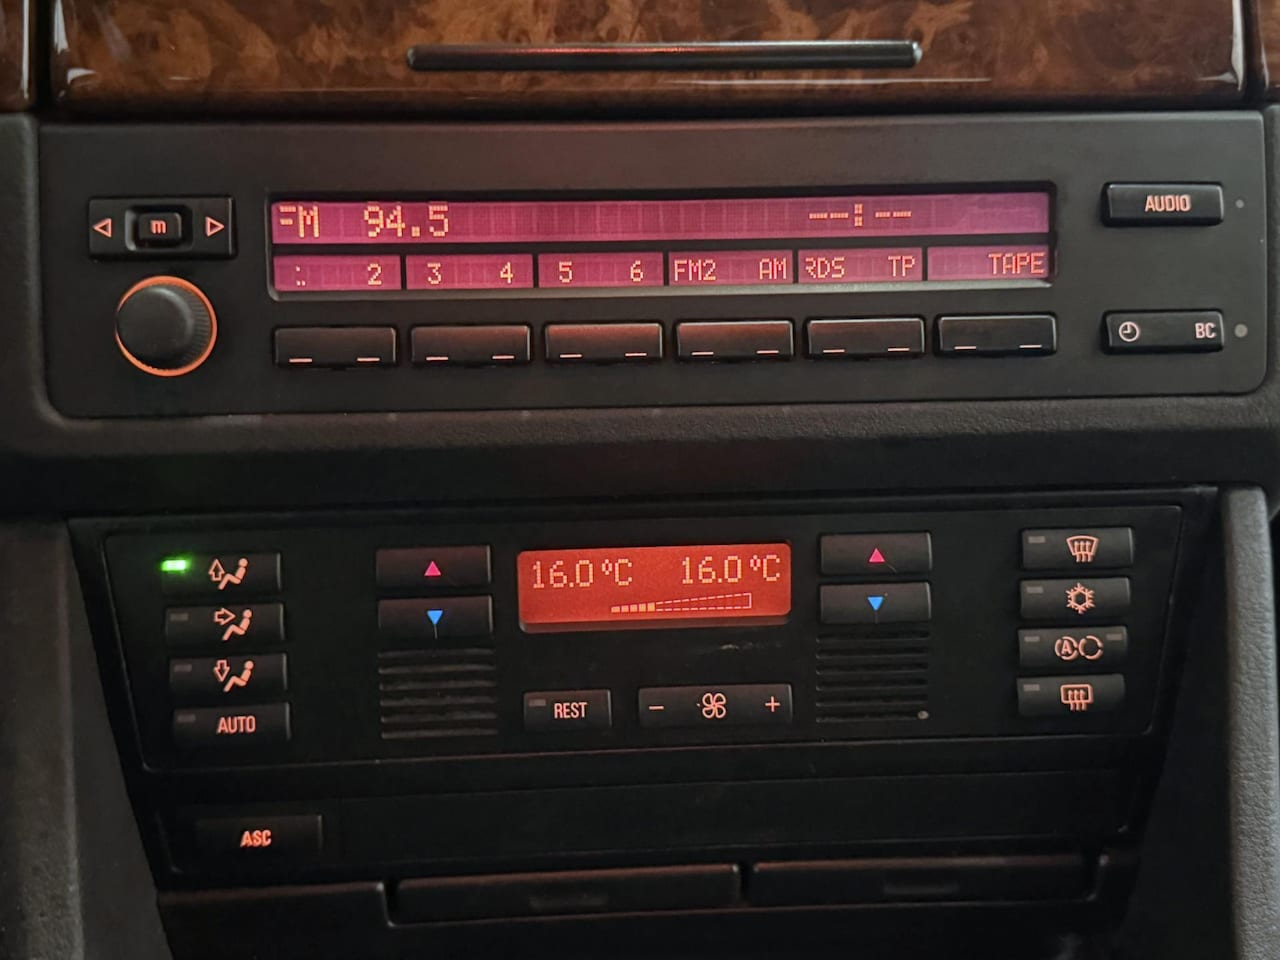 FM 94.5 --:--
AUDIO
m
2 3 4 5 6 FM2 AM RDS TP TAPE
BC
16.0°C 16.0°C
A
AUTO
REST
- +
ASC